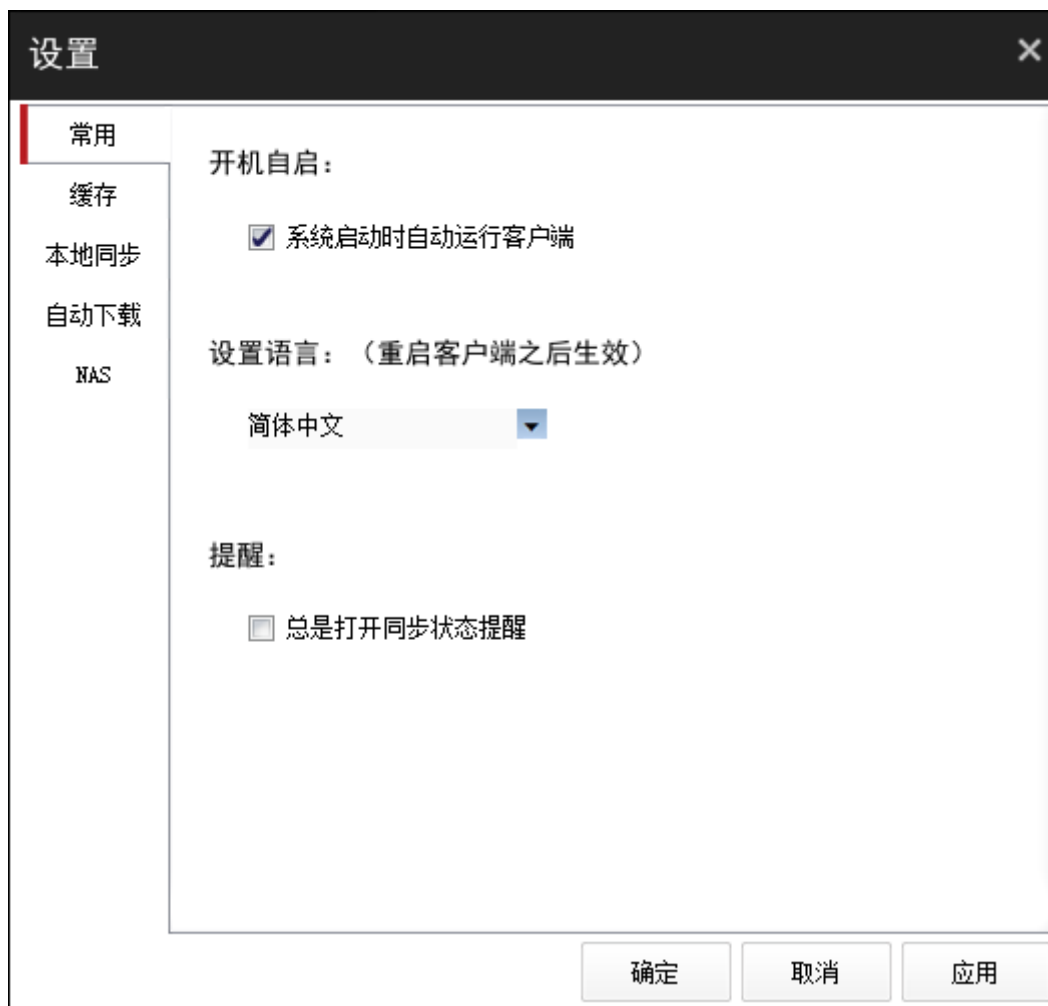 设置
常用
缓存
本地同步
自动下载
NAS
开机自启：
系统启动时自动运行客户端
设置语言：（重启客户端之后生效）
简体中文
提醒：
总是打开同步状态提醒
确定
取消
应用